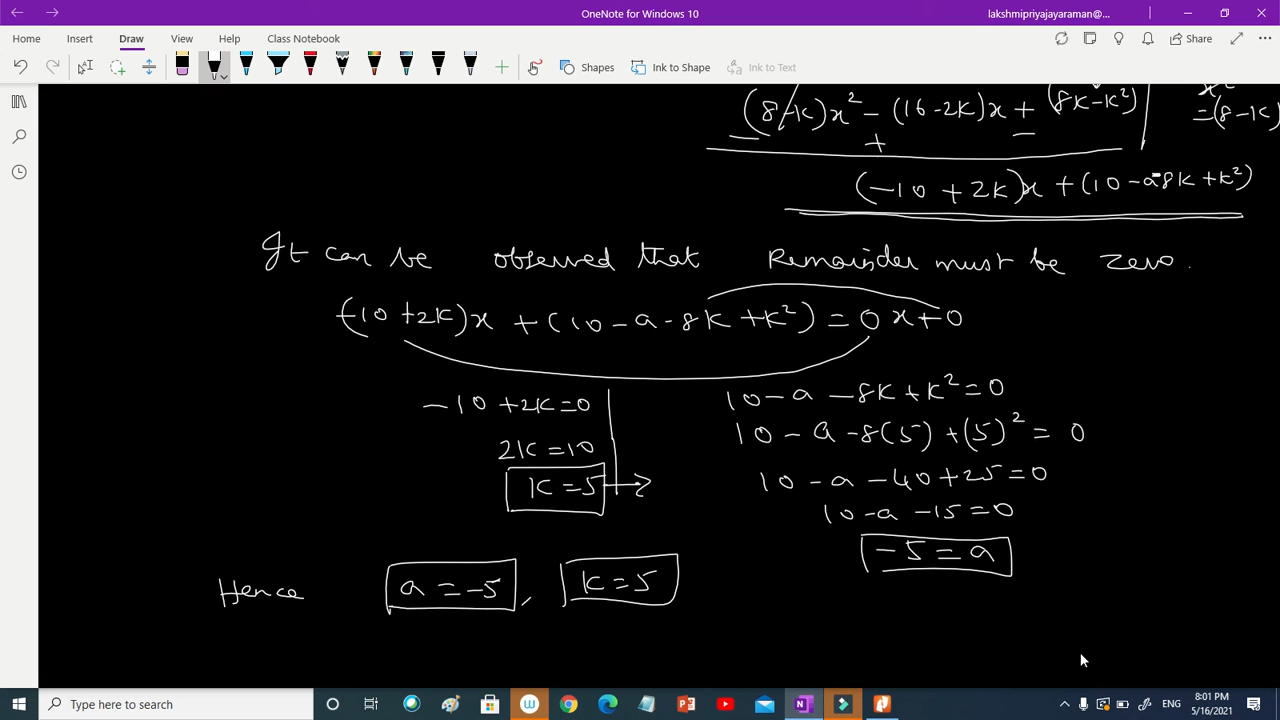 OneNote for Windows 10
lakshmipriyajayaraman@...
Home Insert Draw View Help Class Notebook
Share
Shapes Ink to Shape Ink to Text
(8-k)x² - (16-2k)x + (8k-k²)
=(8-k)
+ -
(-10+2k)x + (10-a-8k+k²)
It can be observed that Remainder must be zero.
(-10+2k)x + (10-a-8k+k²) = 0x+0
-10+2k=0
2k=10
k=5
10-a-8k+k²=0
10-a-8(5)+(5)²=0
10-a-40+25=0
10-a-15=0
-5=a
Hence a=-5, k=5
Type here to search
ENG
8:01 PM
5/16/2021